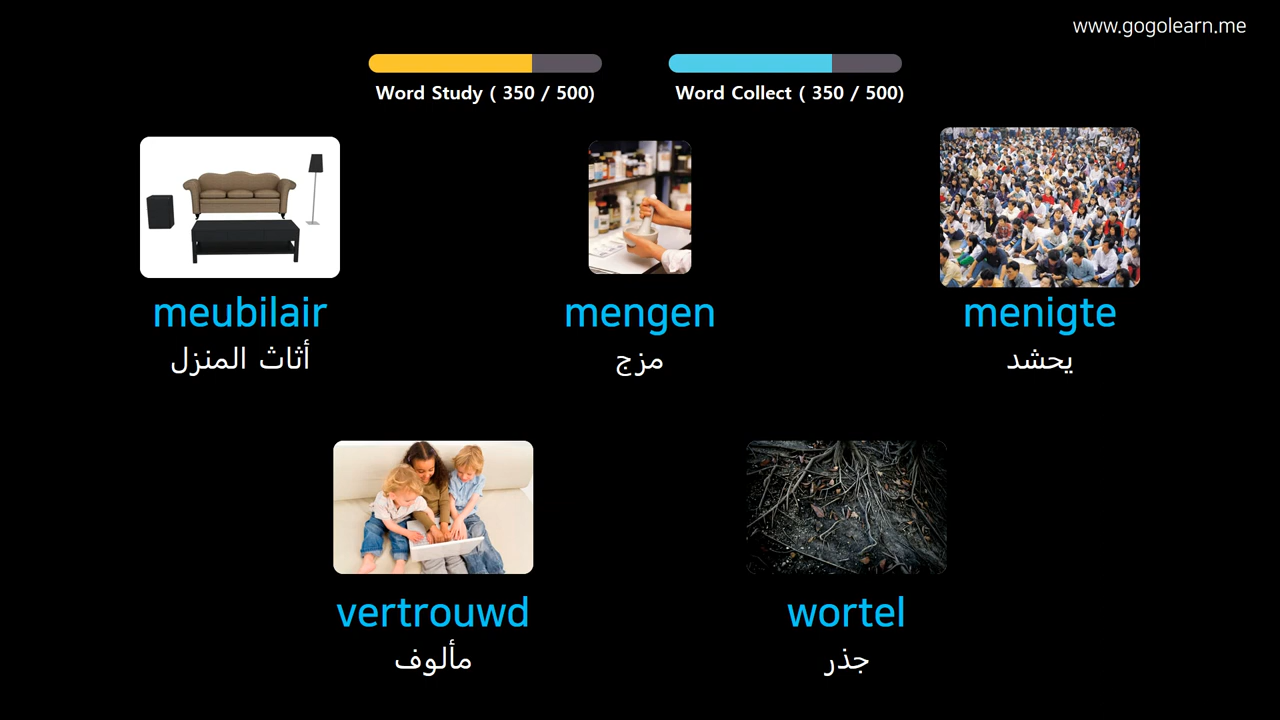 www.gogolearn.me
Word Study ( 350 / 500)
Word Collect ( 350 / 500)
meubilair
أثاث المنزل
mengen
مزج
menigte
يحشد
vertrouwd
مألوف
wortel
جذر